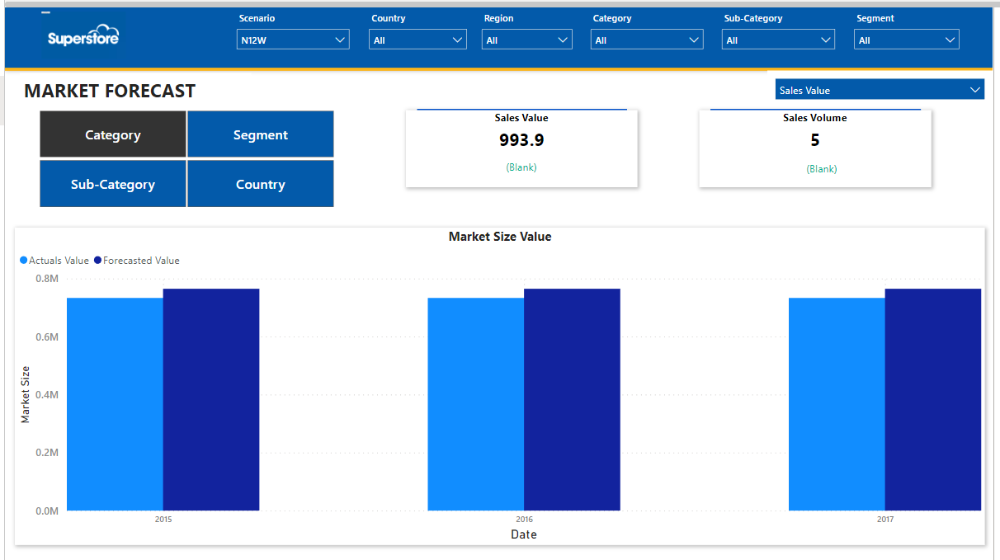 Superstore
Scenario
N12W
Country
All
Region
All
Category
All
Sub-Category
All
Segment
All
MARKET FORECAST
Sales Value
Category
Segment
Sub-Category
Country
Sales Value
993.9
(Blank)
Sales Volume
5
(Blank)
Market Size Value
Actuals Value
Forecasted Value
Market Size
0.8M
0.6M
0.4M
0.2M
0.0M
2015
2016
2017
Date